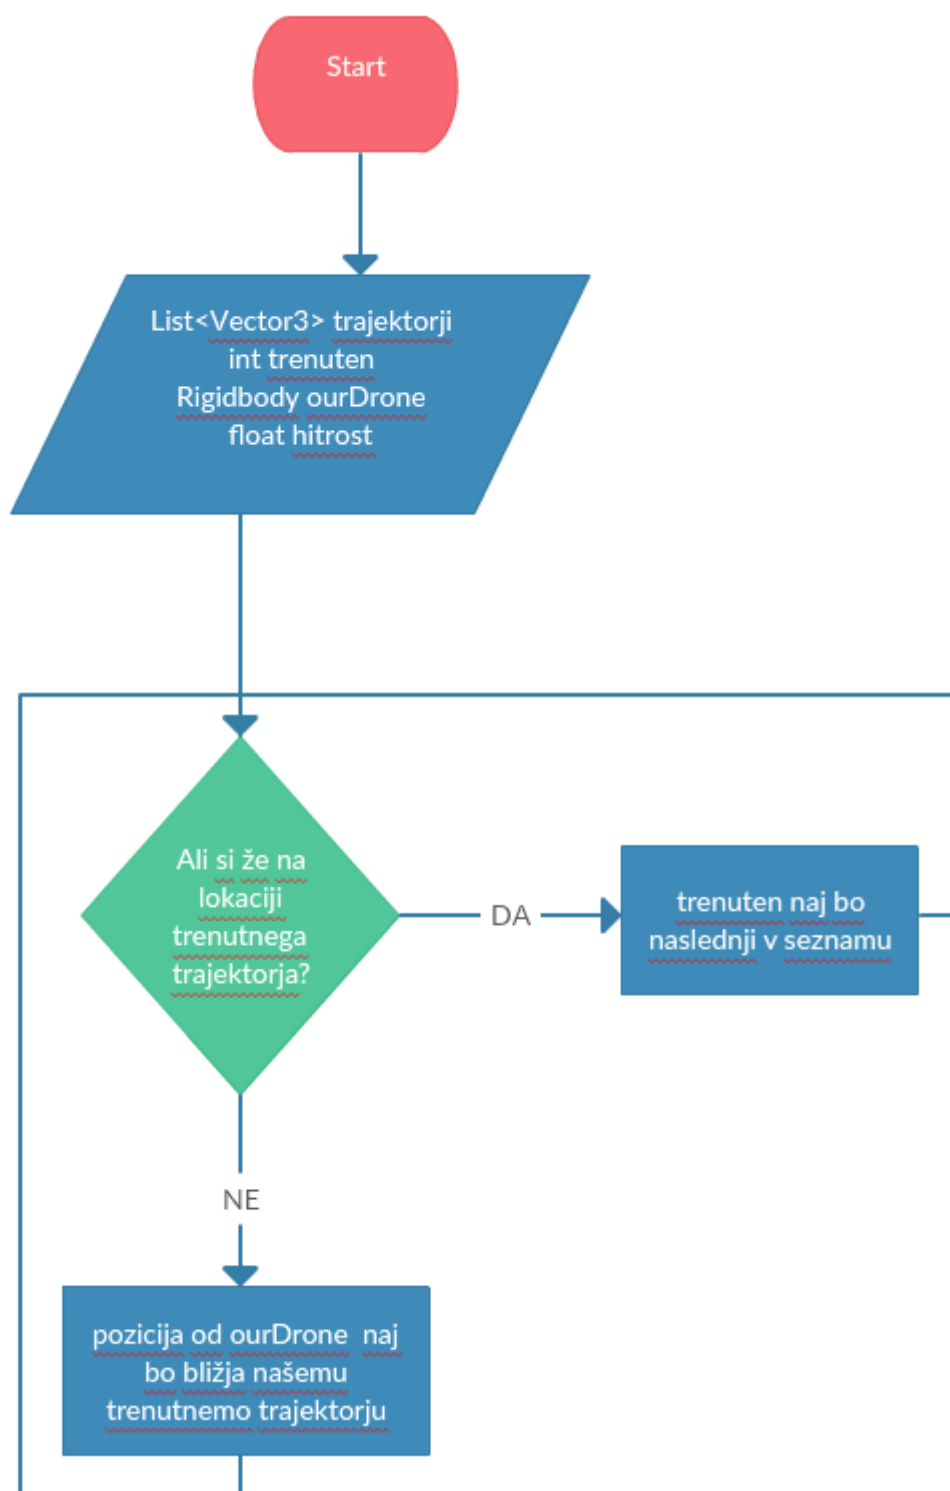 Start
List<Vector3> trajektorji
int trenuten
Rigidbody ourDrone
float hitrost
Ali si že na
lokaciji
trenutnega
trajektorja?
DA
trenuten naj bo
naslednji v seznamu
NE
pozicija od ourDrone naj
bo bližja našemu
trenutnemo trajektorju